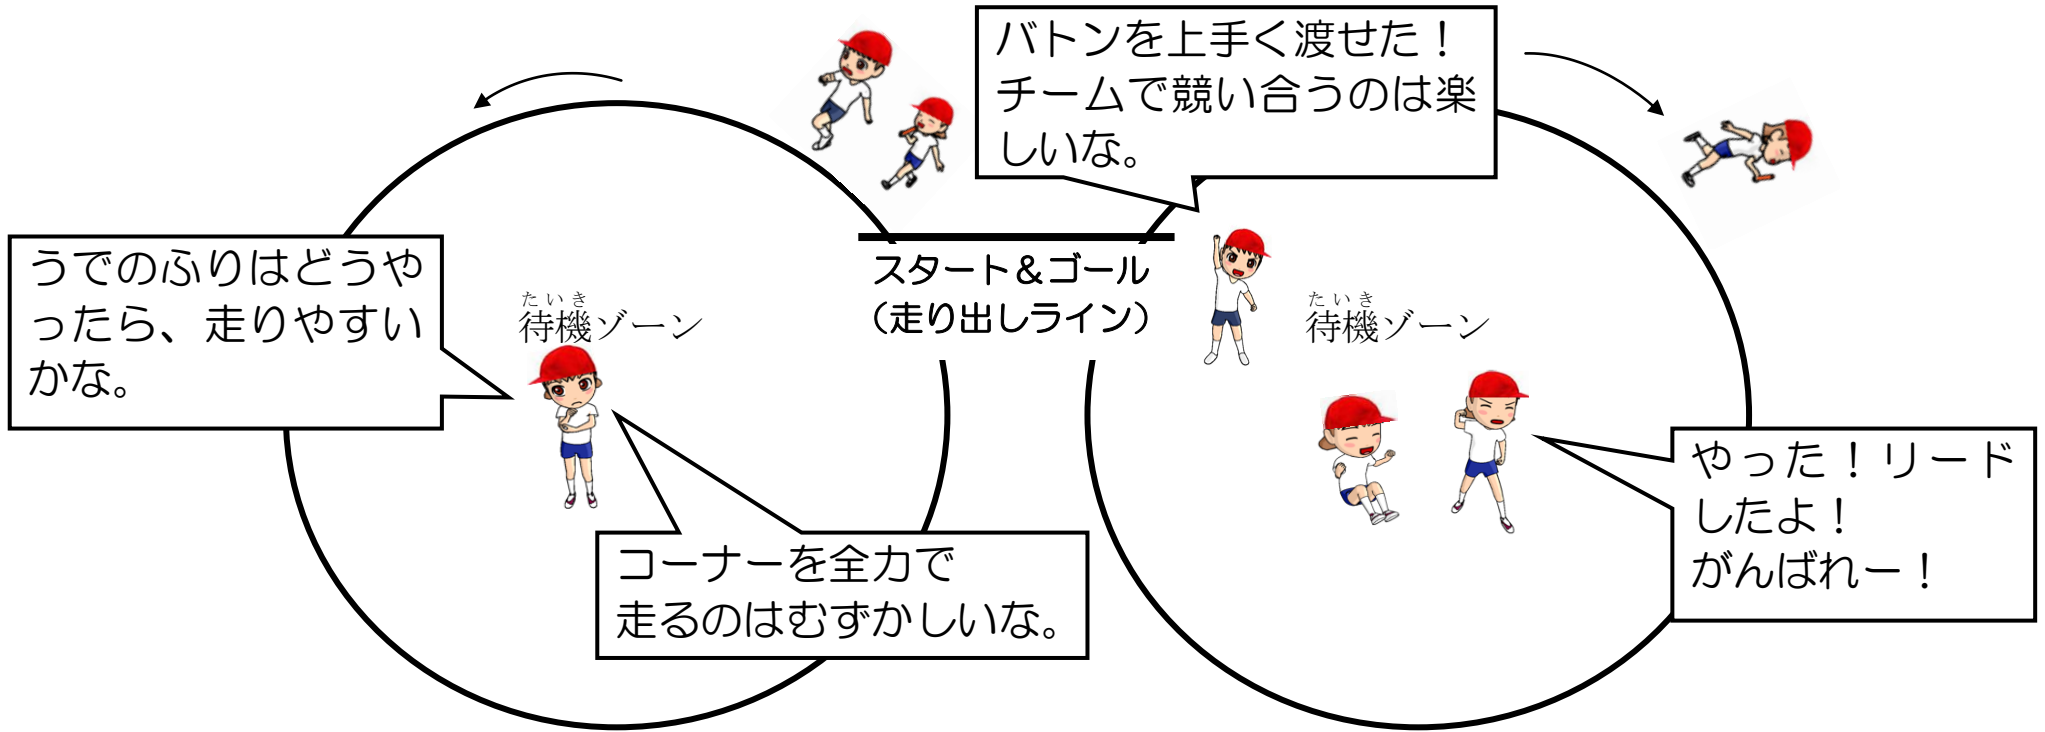 バトンを上手く渡せた！
チームで競い合うのは楽
しいな。
うでのふりはどうや
ったら、走りやすい
かな。
スタート＆ゴール
（走り出しライン）
たいき
待機ゾーン
たいき
待機ゾーン
コーナーを全力で
走るのはむずかしいな。
やった！リード
したよ！
がんばれー！